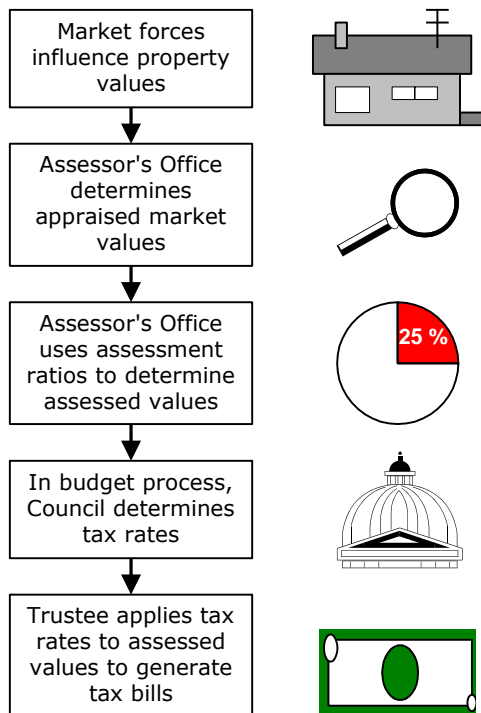 Market forces
influence property
values
Assessor's Office
determines
appraised market
values
Assessor's Office
uses assessment
ratios to determine
assessed values
25 %
In budget process,
Council determines
tax rates
Trustee applies tax
rates to assessed
values to generate
tax bills